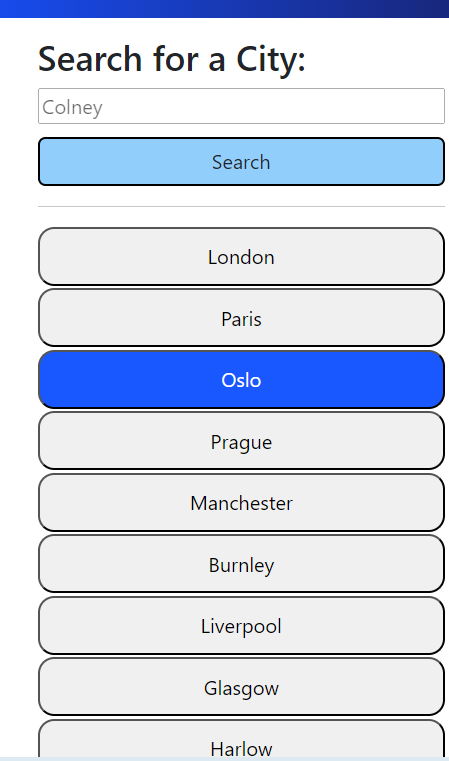 Search for a City:
Colney
Search
London
Paris
Oslo
Prague
Manchester
Burnley
Liverpool
Glasgow
Harlow